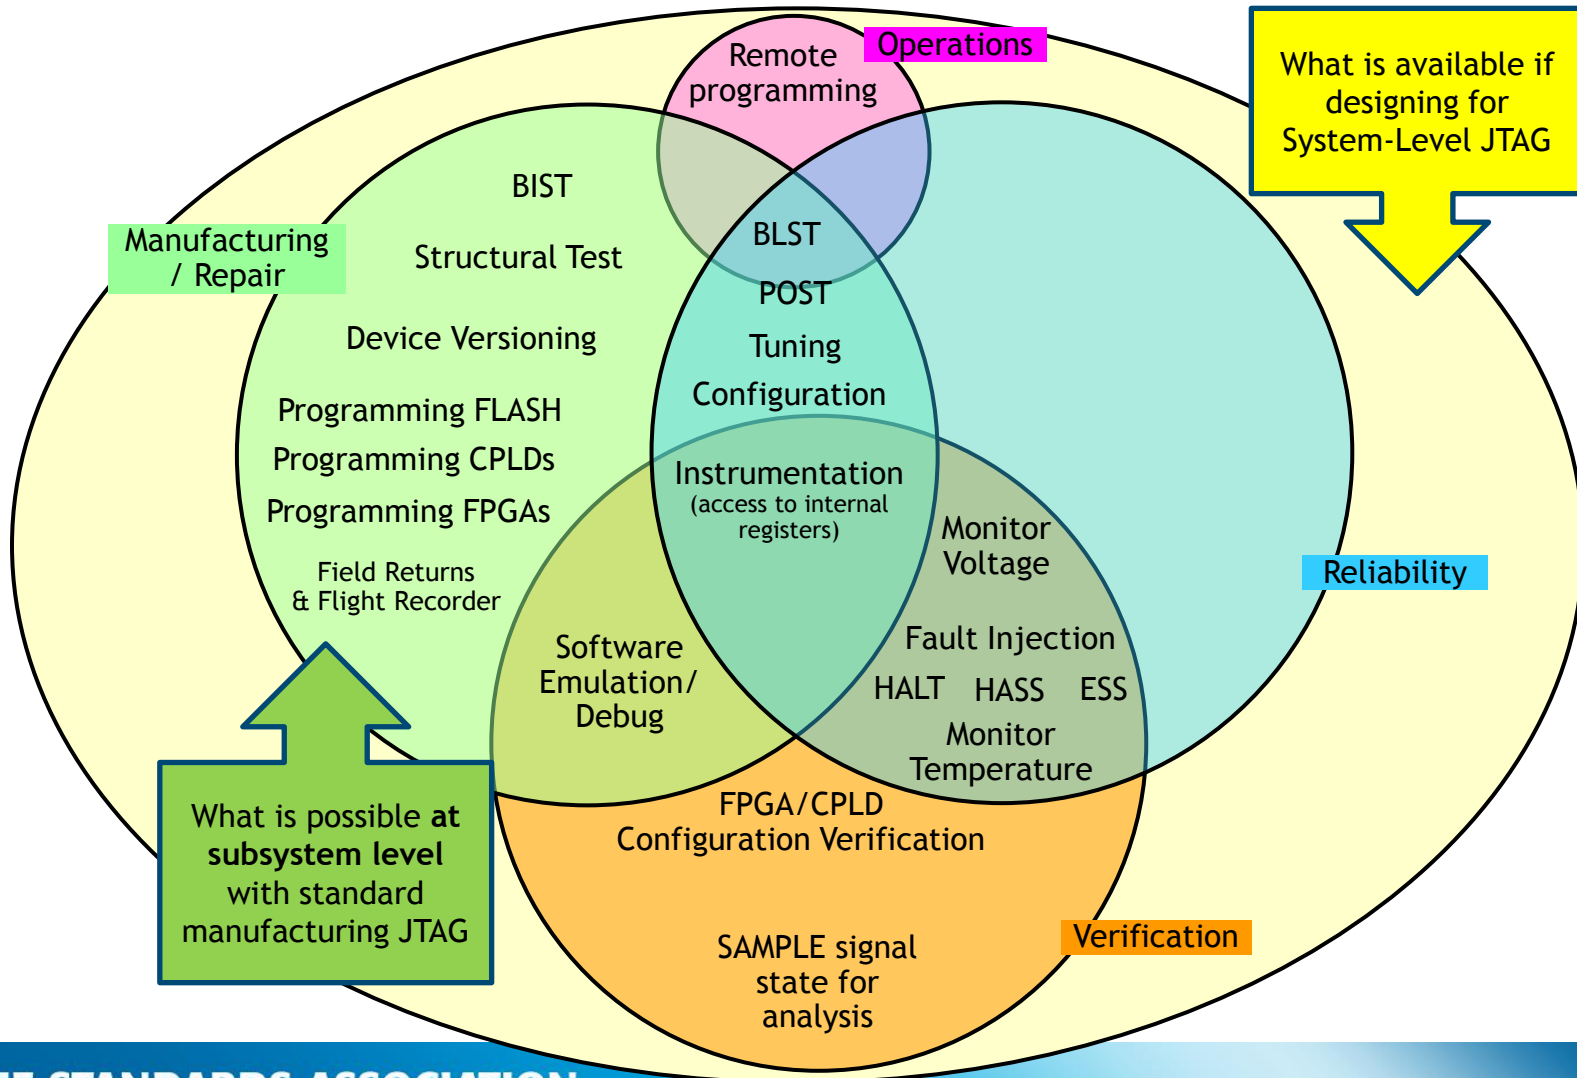 Remote
programming
Operations
What is available if
designing for
System-Level JTAG
BIST
Manufacturing
/ Repair
Structural Test
BLST
POST
Device Versioning
Tuning
Configuration
Programming FLASH
Programming CPLDs
Programming FPGAs
Instrumentation
(access to internal
registers)
Monitor
Voltage
Field Returns
& Flight Recorder
Reliability
Software
Emulation/
Debug
Fault Injection
HALT HASS ESS
Monitor
Temperature
What is possible at
subsystem level
with standard
manufacturing JTAG
FPGA/CPLD
Configuration Verification
SAMPLE signal
state for
analysis
Verification
STANDARDS ASSOCIATION